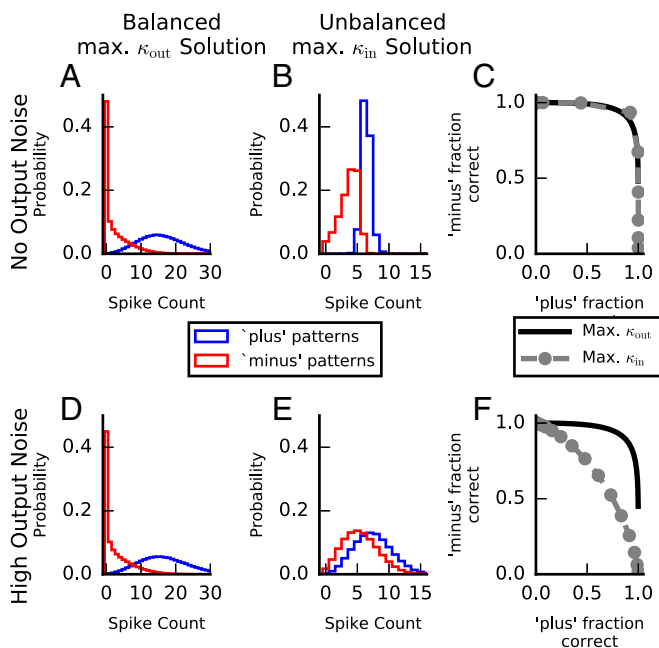 Balanced
max. κout Solution
Unbalanced
max. κin Solution
No Output Noise
A
Probability
0.4
0.2
0.0
0 10 20 30
Spike Count
B
Probability
0.4
0.2
0.0
0 5 10 15
Spike Count
C
'minus' fraction
correct
1.0
0.5
0.0
0.0 0.5 1.0
'plus' fraction
`plus' patterns
`minus' patterns
Max. κout
Max. κin
High Output Noise
D
Probability
0.4
0.2
0.0
0 10 20 30
Spike Count
E
Probability
0.4
0.2
0.0
0 5 10 15
Spike Count
F
'minus' fraction
correct
1.0
0.5
0.0
0.0 0.5 1.0
'plus' fraction
correct